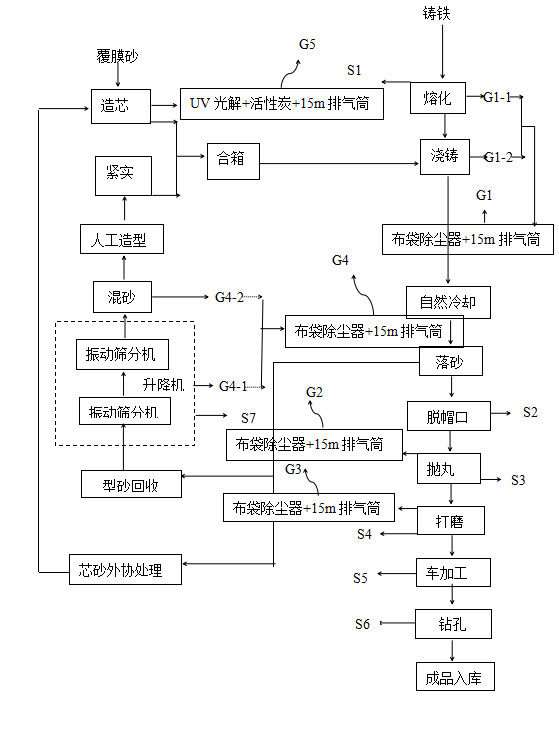 铸铁
G5
覆膜砂
S1
造芯
UV 光解+活性炭+15m 排气筒
熔化
G1-1
紧实
合箱
浇铸
G1-2
G1
人工造型
布袋除尘器+15m 排气筒
G4
混砂
G4-2
自然冷却
布袋除尘器+15m 排气筒
振动筛分机
落砂
升降机
G4-1
振动筛分机
G2
S7
脱帽口
S2
布袋除尘器+15m 排气筒
G3
抛丸
S3
型砂回收
布袋除尘器+15m 排气筒
打磨
S4
芯砂外协处理
S5
车加工
S6
钻孔
成品入库